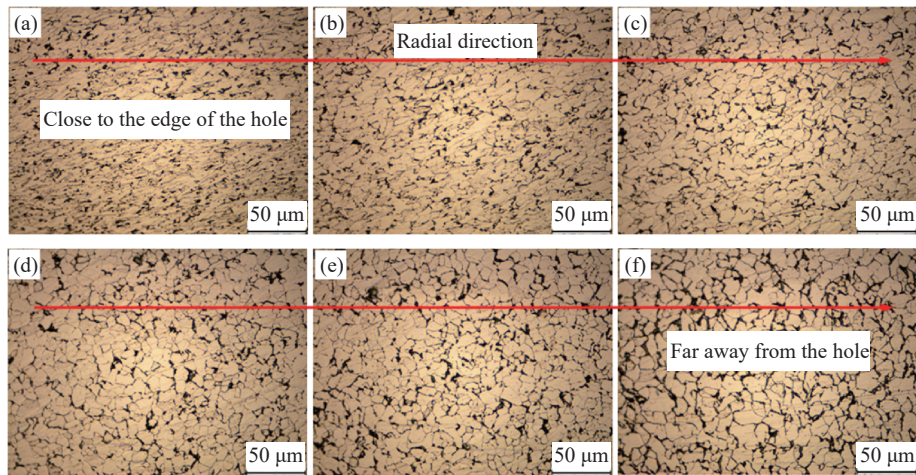 (a)
(b)
(c)
Radial direction
Close to the edge of the hole
50 μm
50 μm
50 μm
(d)
(e)
(f)
Far away from the hole
50 μm
50 μm
50 μm